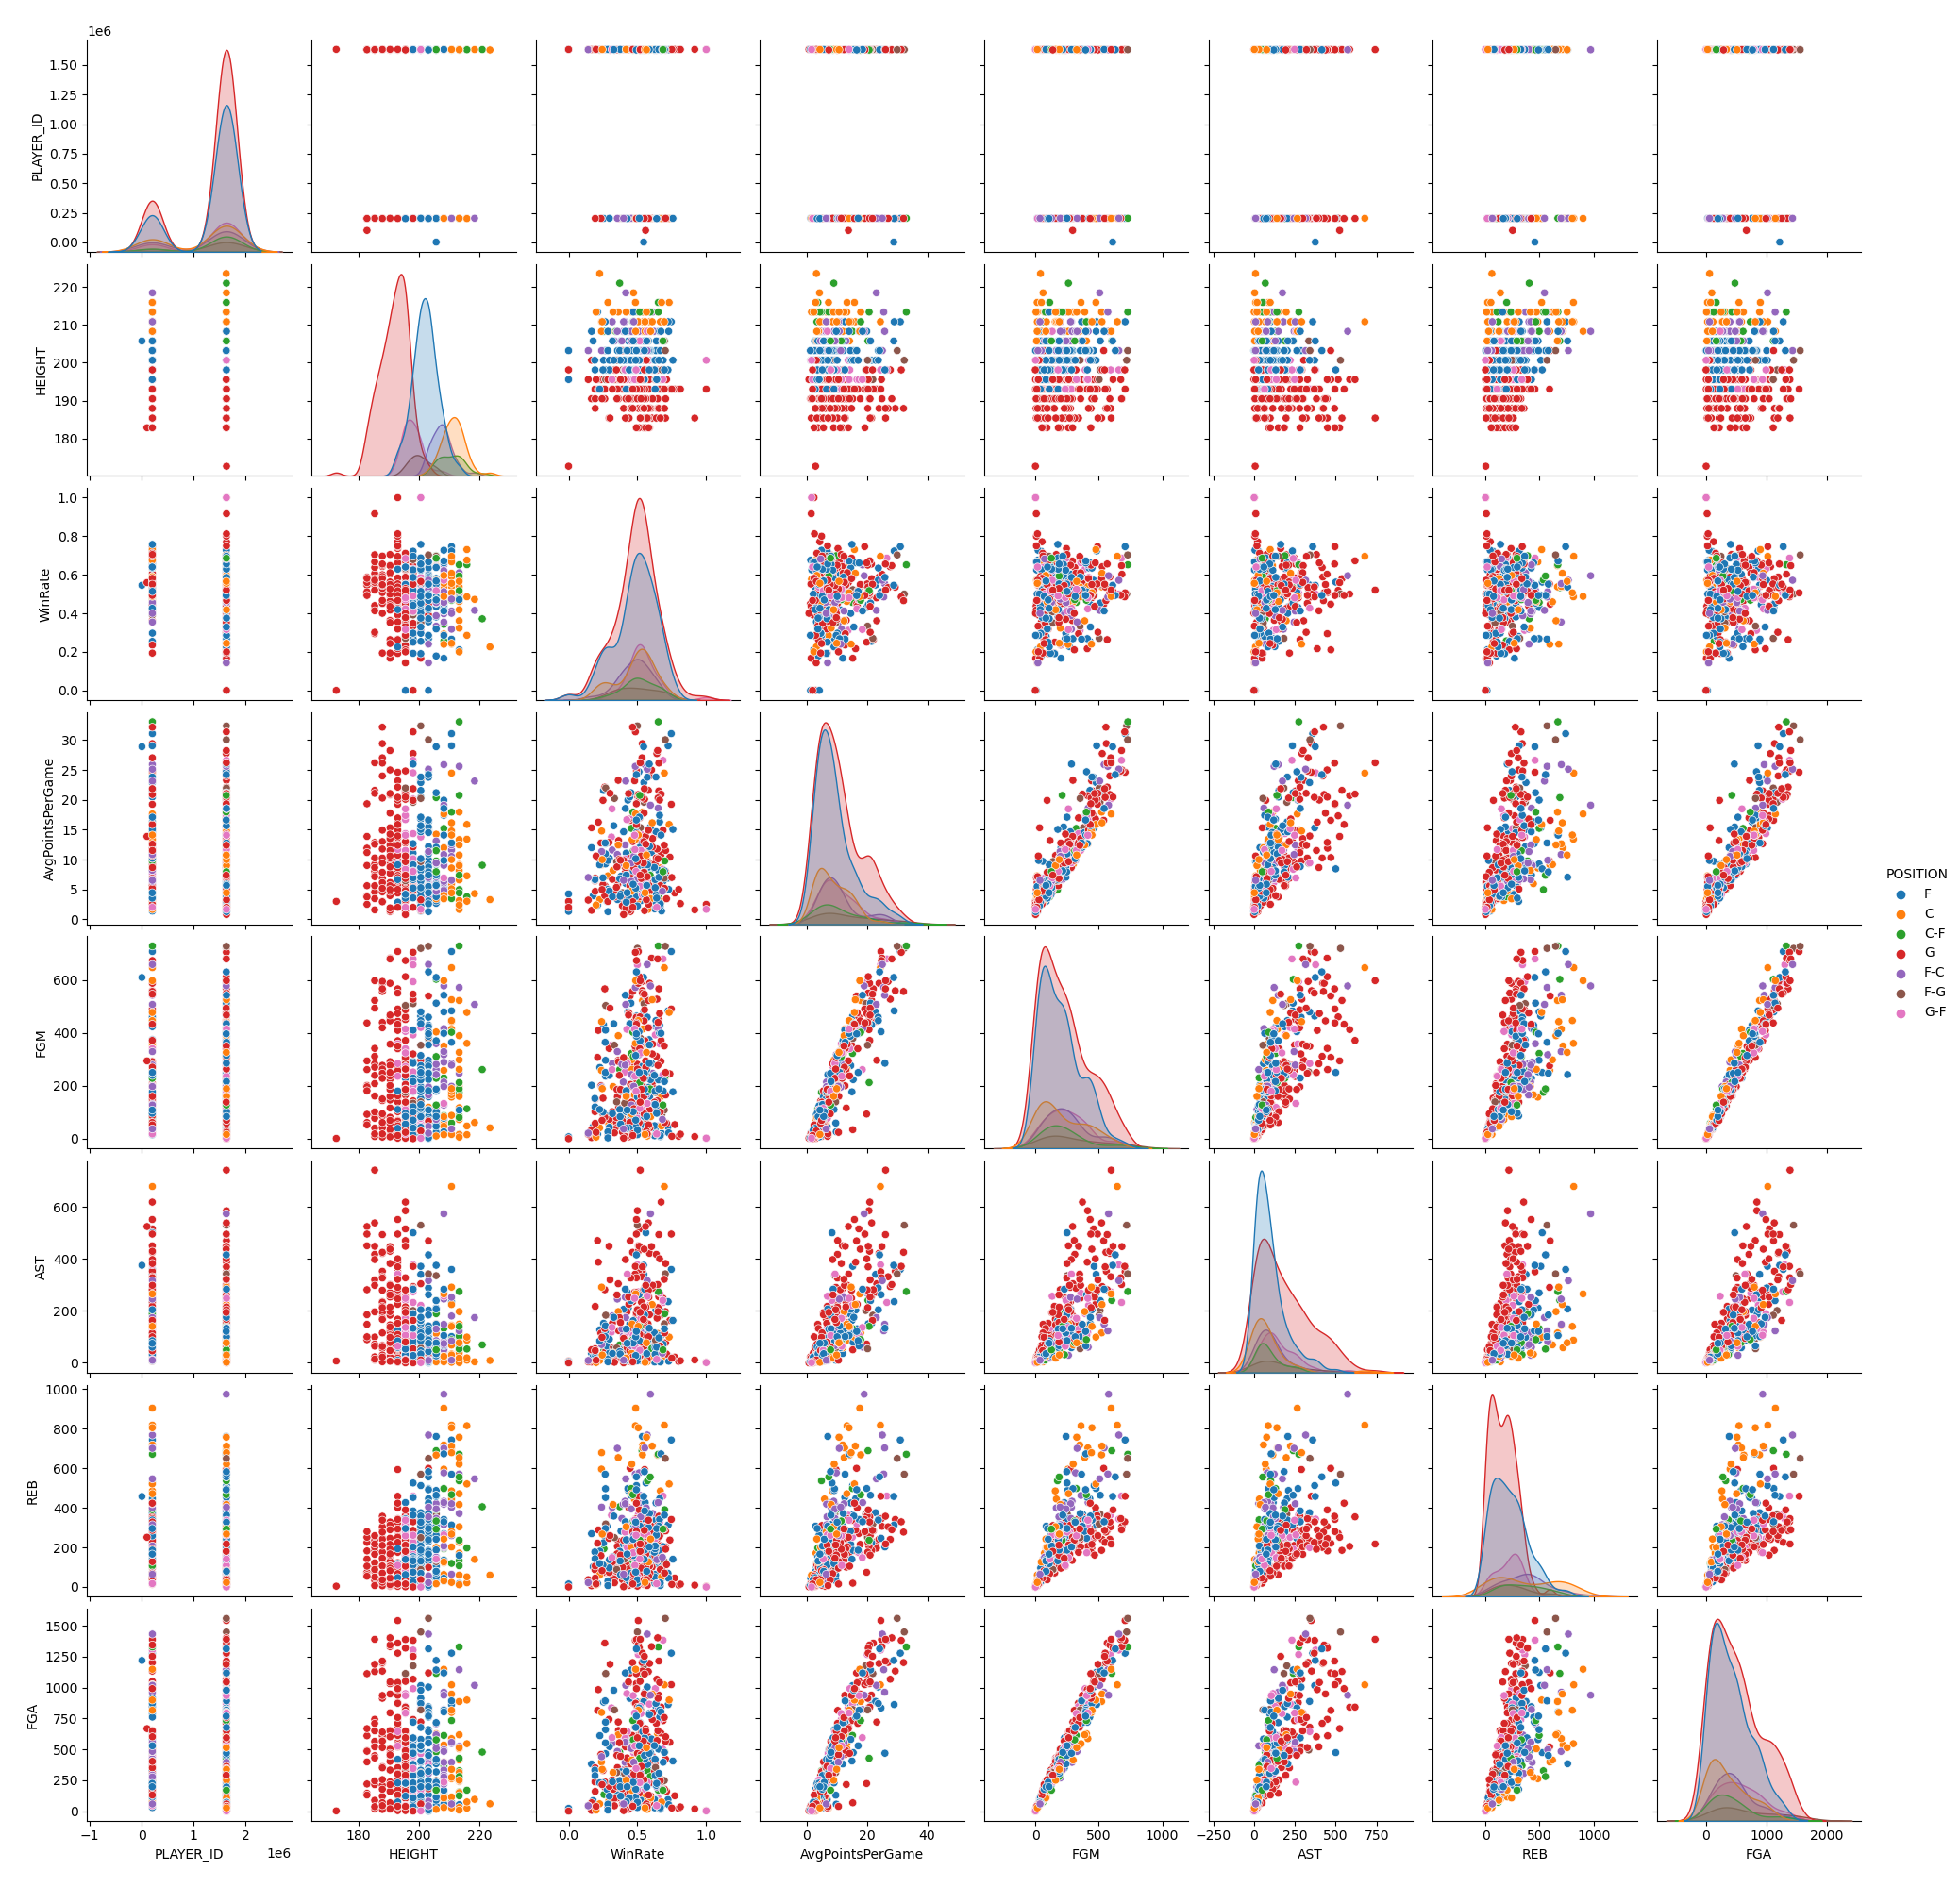 1e6
PLAYER_ID
1.50
1.25
1.00
0.75
0.50
0.25
0.00
HEIGHT
220
210
200
190
180
WinRate
1.0
0.8
0.6
0.4
0.2
0.0
AvgPointsPerGame
30
25
20
15
10
5
0
FGM
600
400
200
0
AST
600
400
200
0
REB
1000
800
600
400
200
0
FGA
1500
1250
1000
750
500
250
0
−1 0 1 2 180 200 220 0.0 0.5 1.0 0 20 40 0 500 1000 −250 0 250 500 750 0 500 1000 0 1000 2000
PLAYER_ID 1e6 HEIGHT WinRate AvgPointsPerGame FGM AST REB FGA
POSITION
F
C
C-F
G
F-C
F-G
G-F